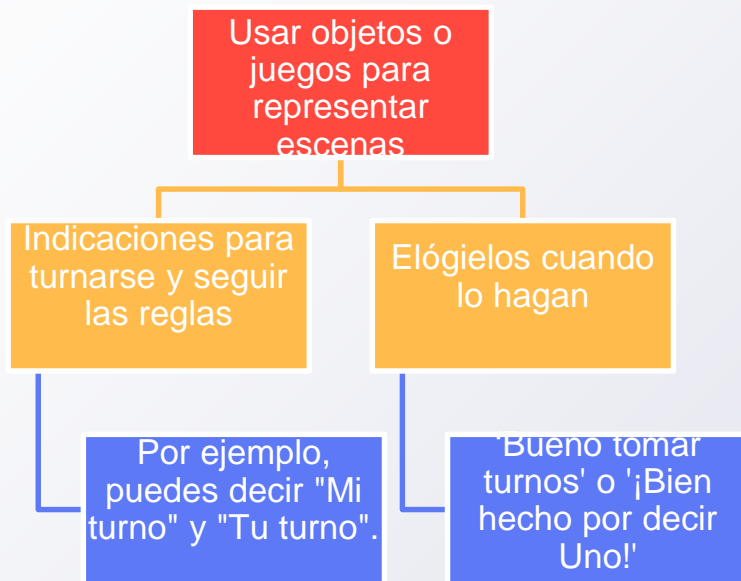 Usar objetos o
juegos para
representar
escenas
Indicaciones para
turnarse y seguir
las reglas
Elógielos cuando
lo hagan
Por ejemplo,
puedes decir "Mi
turno" y "Tu turno".
'Bueno tomar
turnos' o '¡Bien
hecho por decir
Uno!'